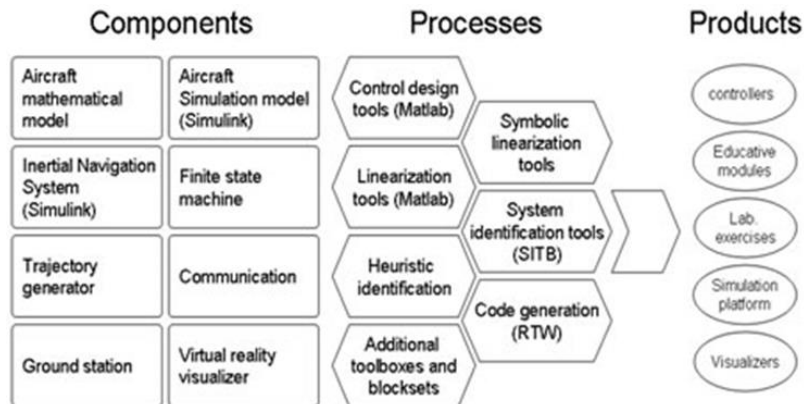 Components
Processes
Products
Aircraft
mathematical
model
Aircraft
Simulation model
(Simulink)
Inertial Navigation
System
(Simulink)
Finite state
machine
Trajectory
generator
Communication
Ground station
Virtual reality
visualizer
Control design
tools (Matlab)
Linearization
tools (Matlab)
Heuristic
identification
Additional
toolboxes and
blocksets
Symbolic
linearization
tools
System
identification tools
(SITB)
Code generation
(RTW)
controllers
Educative
modules
Lab.
exercises
Simulation
platform
Visualizers